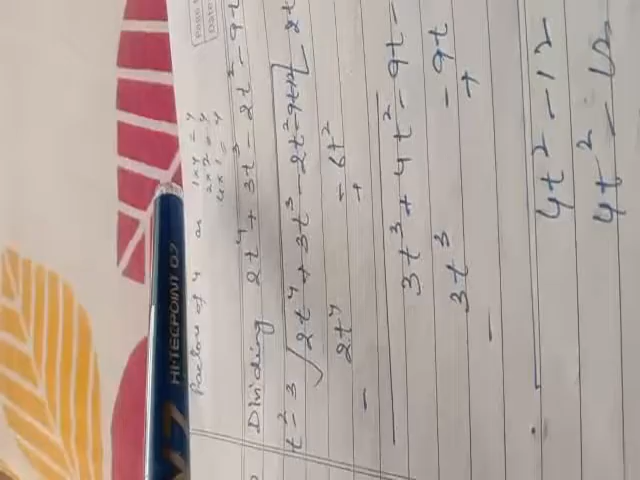 Factors of 4 are 1 x 4 = 4
2 x 2 = 4
4 x 1 = 4
Dividing 2t⁴ + 3t³ - 2t² - 9t
t² - 3 √2t⁴ + 3t³ - 2t² - 9t - 12
2t⁴ - 6t²
- +
3t³ + 4t² - 9t -
3t³ - 9t
- +
4t² - 12
4t² - 12
HI-TECPOINT 0.7
V7